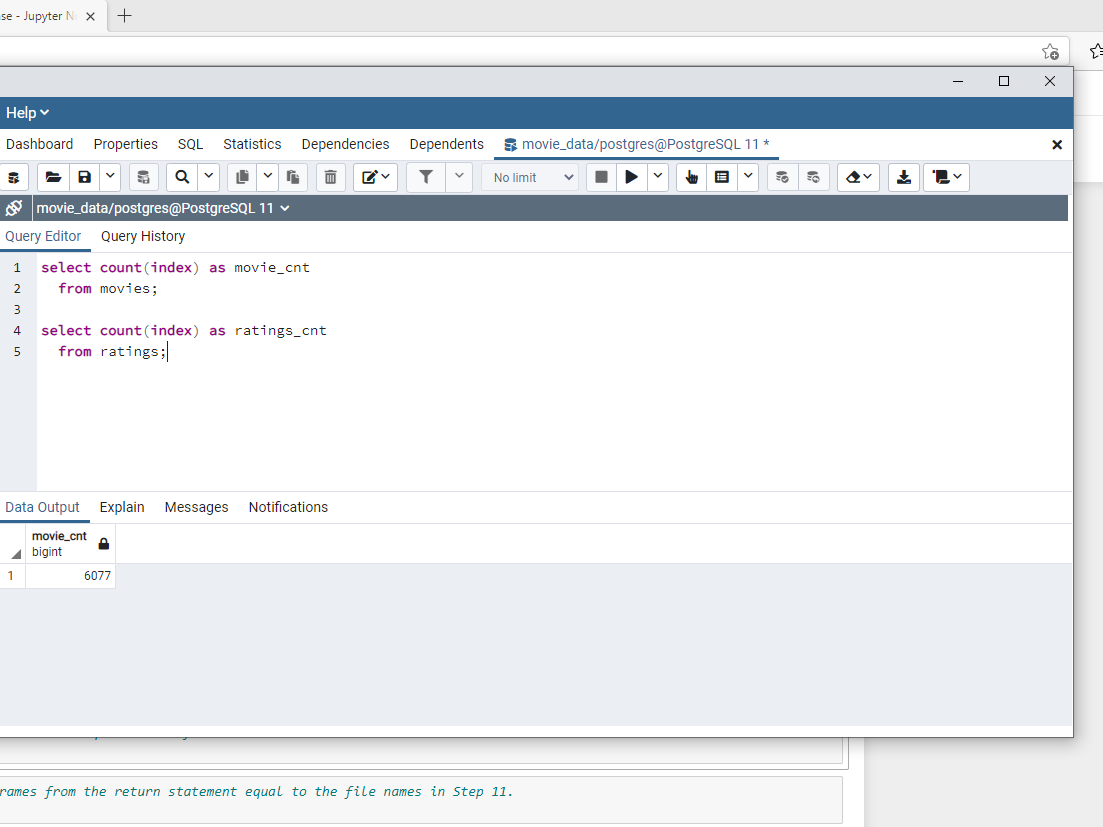 se - Jupyter N
Help
Dashboard Properties SQL Statistics Dependencies Dependents movie_data/postgres@PostgreSQL 11 *
No limit
movie_data/postgres@PostgreSQL 11
Query Editor Query History
1 select count(index) as movie_cnt
2 from movies;
3
4 select count(index) as ratings_cnt
5 from ratings;
Data Output Explain Messages Notifications
movie_cnt
bigint
1 6077
rames from the return statement equal to the file names in Step 11.